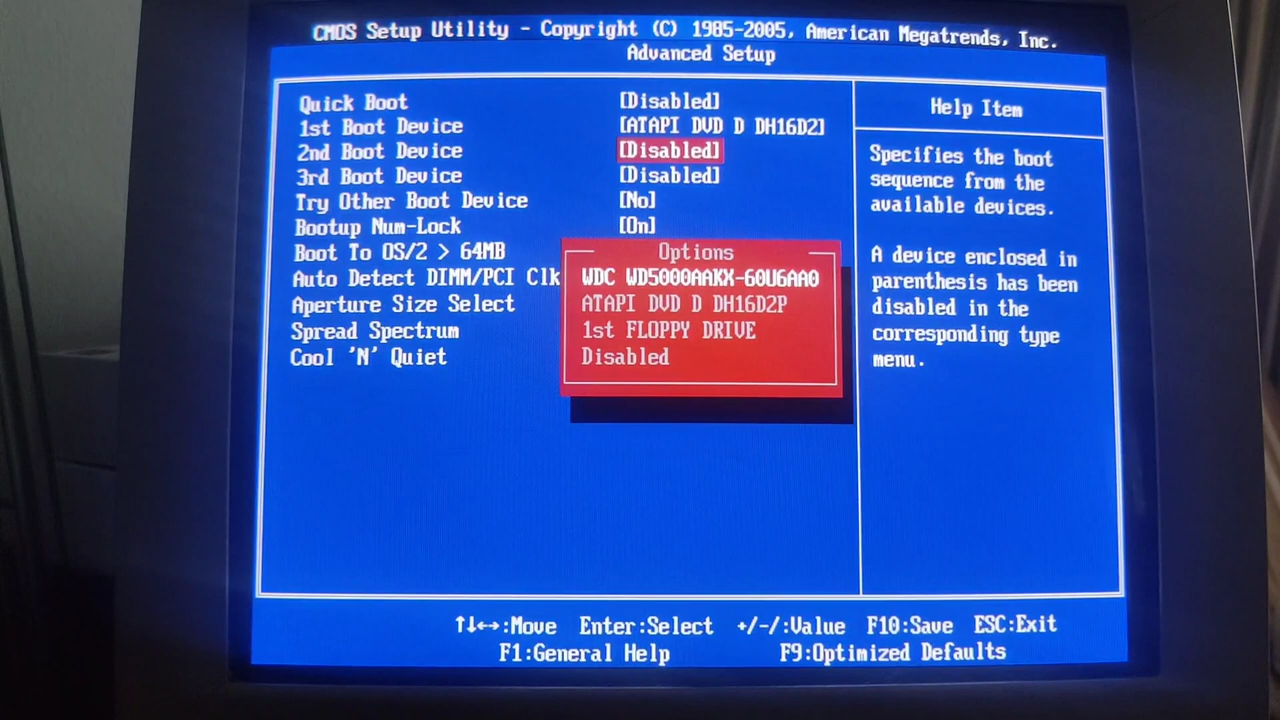 CMOS Setup Utility - Copyright (C) 1985-2005, American Megatrends, Inc.
Advanced Setup
Quick Boot [Disabled]
1st Boot Device [ATAPI DVD D DH16D2]
2nd Boot Device [Disabled]
3rd Boot Device [Disabled]
Try Other Boot Device [No]
Bootup Num-Lock [On]
Boot To OS/2 > 64MB
Auto Detect DIMM/PCI Clk
Aperture Size Select
Spread Spectrum
Cool 'N' Quiet
Options
WDC WD5000AAKX-60U6AA0
ATAPI DVD D DH16D2P
1st FLOPPY DRIVE
Disabled
Help Item
Specifies the boot
sequence from the
available devices.
A device enclosed in
parenthesis has been
disabled in the
corresponding type
menu.
↑↓←→:Move Enter:Select +/-/:Value F10:Save ESC:Exit
F1:General Help F9:Optimized Defaults